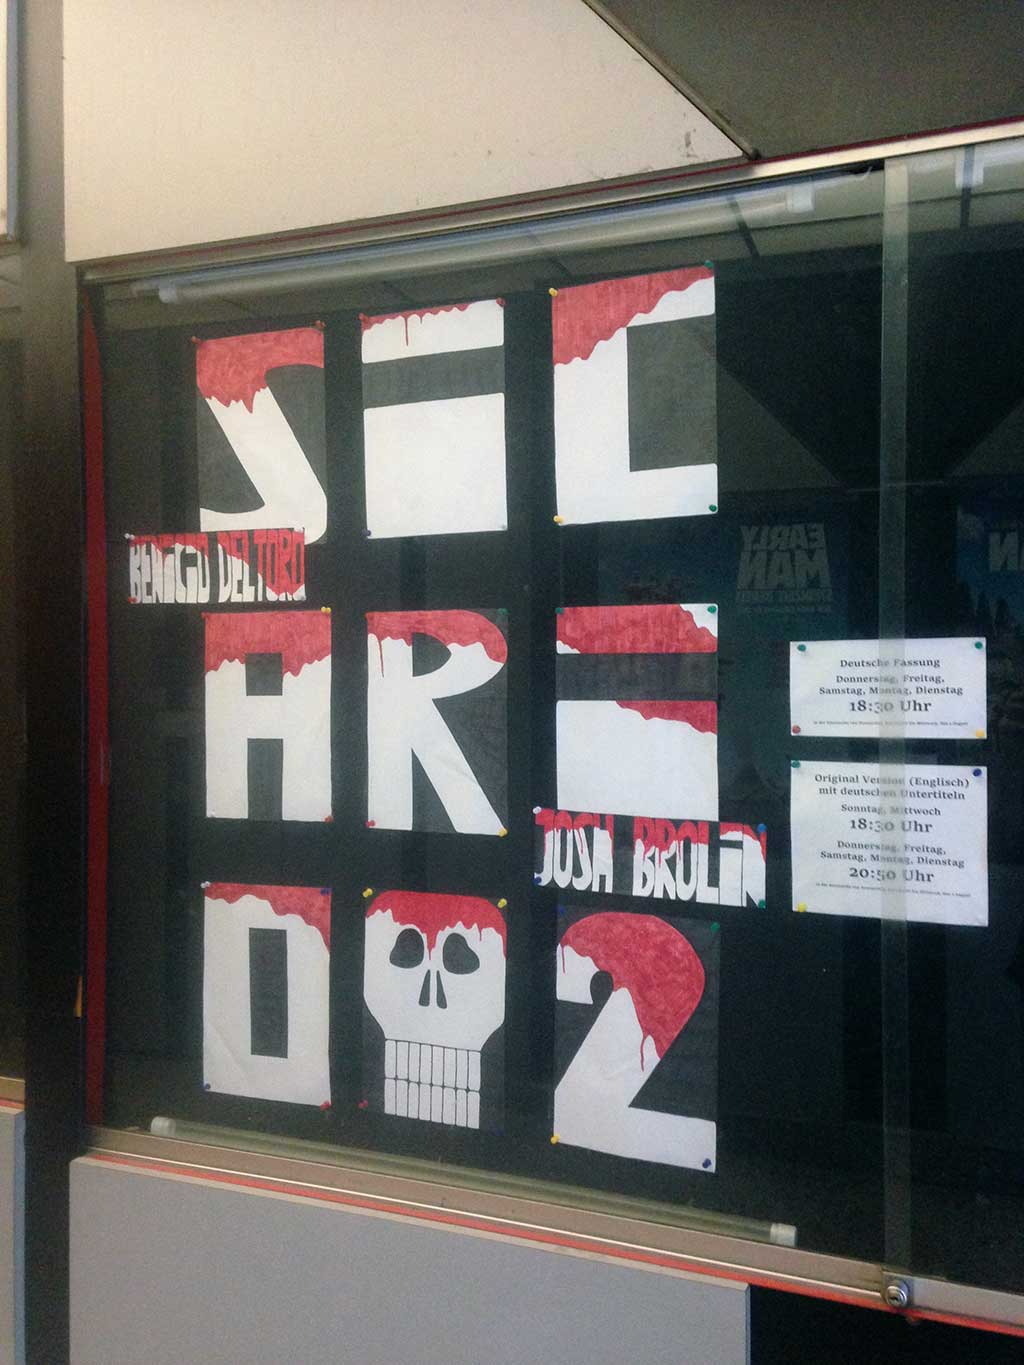 SiC
BENiCiO DEL TORO
ARi
JOSH BROLiN
O 2
Deutsche Fassung
Donnerstag, Freitag,
Samstag, Montag, Dienstag
18:30 Uhr
Original Version (Englisch)
mit deutschen Untertiteln
Sonntag, Mittwoch
18:30 Uhr
Donnerstag, Freitag,
Samstag, Montag, Dienstag
20:50 Uhr
EARLY
MAN